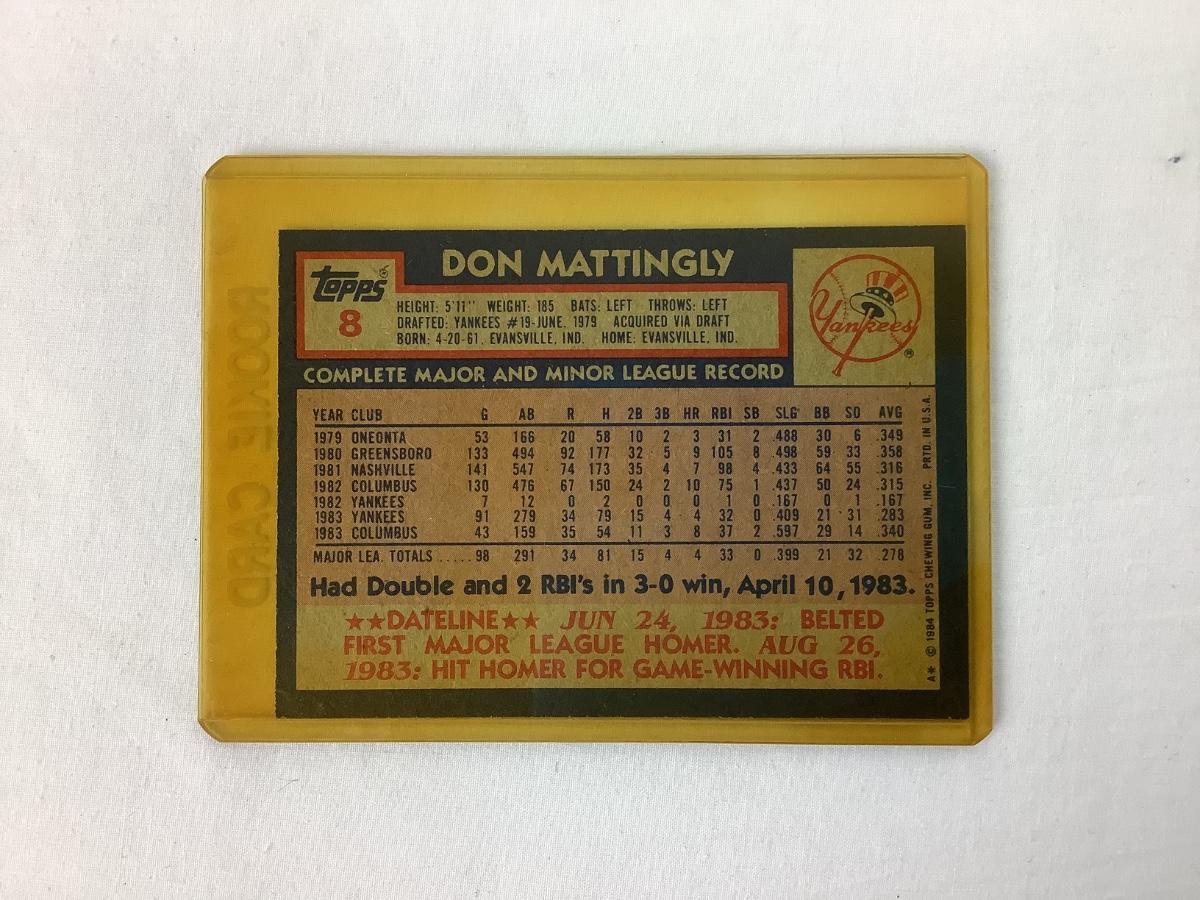 DON MATTINGLY
Topps
8
HEIGHT: 5'11" WEIGHT: 185 BATS: LEFT THROWS: LEFT
DRAFTED: YANKEES #19-JUNE, 1979 ACQUIRED VIA DRAFT
BORN: 4-20-61, EVANSVILLE, IND. HOME: EVANSVILLE, IND.
Yankees
COMPLETE MAJOR AND MINOR LEAGUE RECORD
YEAR CLUB G AB R H 2B 3B HR RBI SB SLG BB SO AVG
1979 ONEONTA 53 166 20 58 10 2 3 31 2 .488 30 6 .349
1980 GREENSBORO 133 494 92 177 32 5 9 105 8 .498 59 33 .358
1981 NASHVILLE 141 547 74 173 35 4 7 98 4 .433 64 55 .316
1982 COLUMBUS 130 476 67 150 24 2 10 75 1 .437 50 24 .315
1982 YANKEES 7 12 0 2 0 0 0 1 0 .167 0 1 .167
1983 YANKEES 91 279 34 79 15 4 4 32 0 .409 21 31 .283
1983 COLUMBUS 43 159 35 54 11 3 8 37 2 .597 29 14 .340
MAJOR LEA. TOTALS ..... 98 291 34 81 15 4 4 33 0 .399 21 32 .278
Had Double and 2 RBI's in 3-0 win, April 10, 1983.
★★DATELINE★★ JUN 24, 1983: BELTED
FIRST MAJOR LEAGUE HOMER. AUG 26,
1983: HIT HOMER FOR GAME-WINNING RBI.
A* © 1984 TOPPS CHEWING GUM, INC. PRTD. IN U.S.A.
ROOKIE CARD